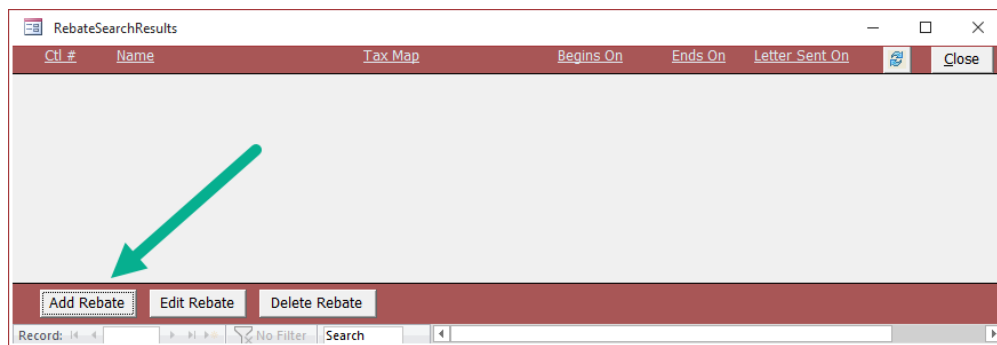 RebateSearchResults
Ctl # Name Tax Map Begins On Ends On Letter Sent On Close
Add Rebate Edit Rebate Delete Rebate
Record: No Filter Search